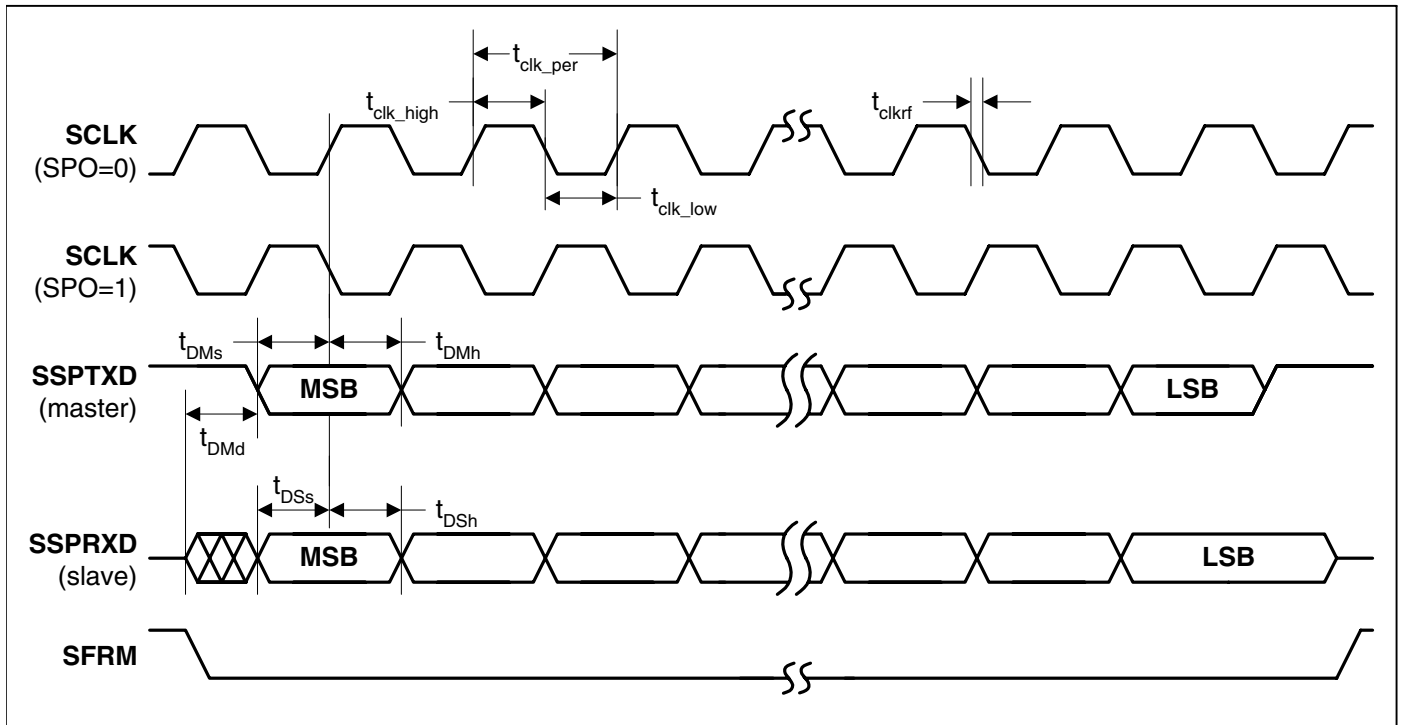 t_clk_per
t_clk_high
t_clkrf
SCLK
(SPO=0)
t_clk_low
SCLK
(SPO=1)
t_DMs
t_DMh
SSPTXD
(master)
MSB
LSB
t_DMd
t_DSs
t_DSh
SSPRXD
(slave)
MSB
LSB
SFRM